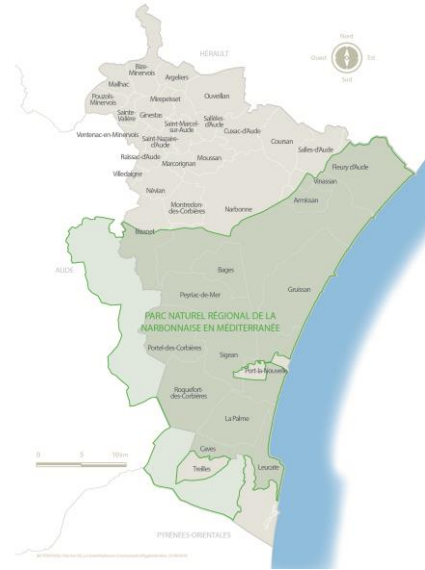 Nord
Ouest
Est
Sud
HÉRAULT
Bize-
Minervois
Mailhac
Argeliers
Pouzols-
Minervois
Mirepeisset
Ouveillan
Sainte-
Valière
Ginestas
Saint-Marcel-
sur-Aude
Sallèles-
d'Aude
Ventenac-en-Minervois
Saint-Nazaire-
d'Aude
Cuxac-d'Aude
Coursan
Salles-d'Aude
Raissac-d'Aude
Marcorignan
Moussan
Fleury d'Aude
Villedaigne
Vinassan
Névian
Armissan
Montredon-
des-Corbières
Narbonne
Bizanet
AUDE
Bages
Peyriac-de-Mer
Gruissan
PARC NATUREL RÉGIONAL DE LA
NARBONNAISE EN MÉDITERRANÉE
Portel-des-Corbières
Sigean
Port-la-Nouvelle
Roquefort-
des-Corbières
La Palme
Caves
0
5
10km
Treilles
Leucate
PYRÉNÉES-ORIENTALES